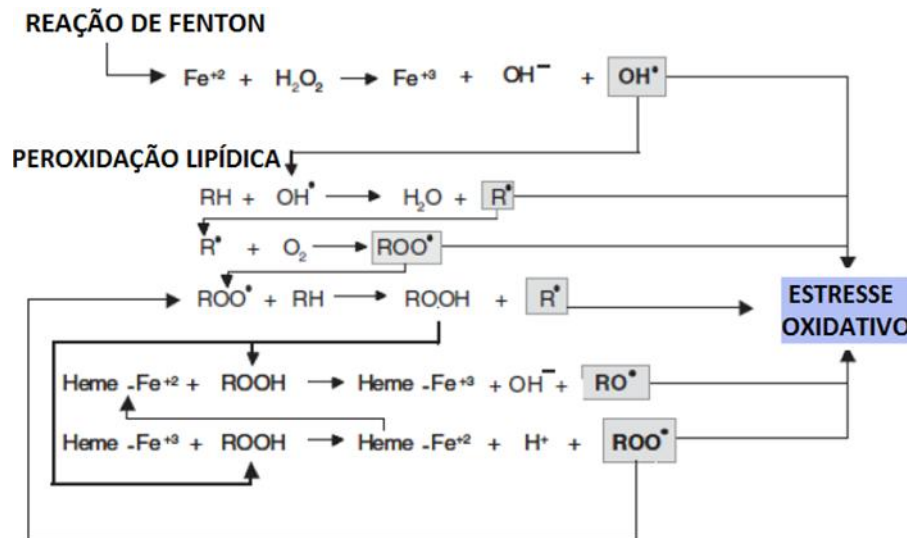 REAÇÃO DE FENTON
Fe⁺² + H₂O₂ → Fe⁺³ + OH⁻ + OH•
PEROXIDAÇÃO LIPÍDICA
RH + OH• → H₂O + R•
R• + O₂ → ROO•
ROO• + RH → ROOH + R•
ESTRESSE
OXIDATIVO
Heme -Fe⁺² + ROOH → Heme -Fe⁺³ + OH⁻ + RO•
Heme -Fe⁺³ + ROOH → Heme -Fe⁺² + H⁺ + ROO•